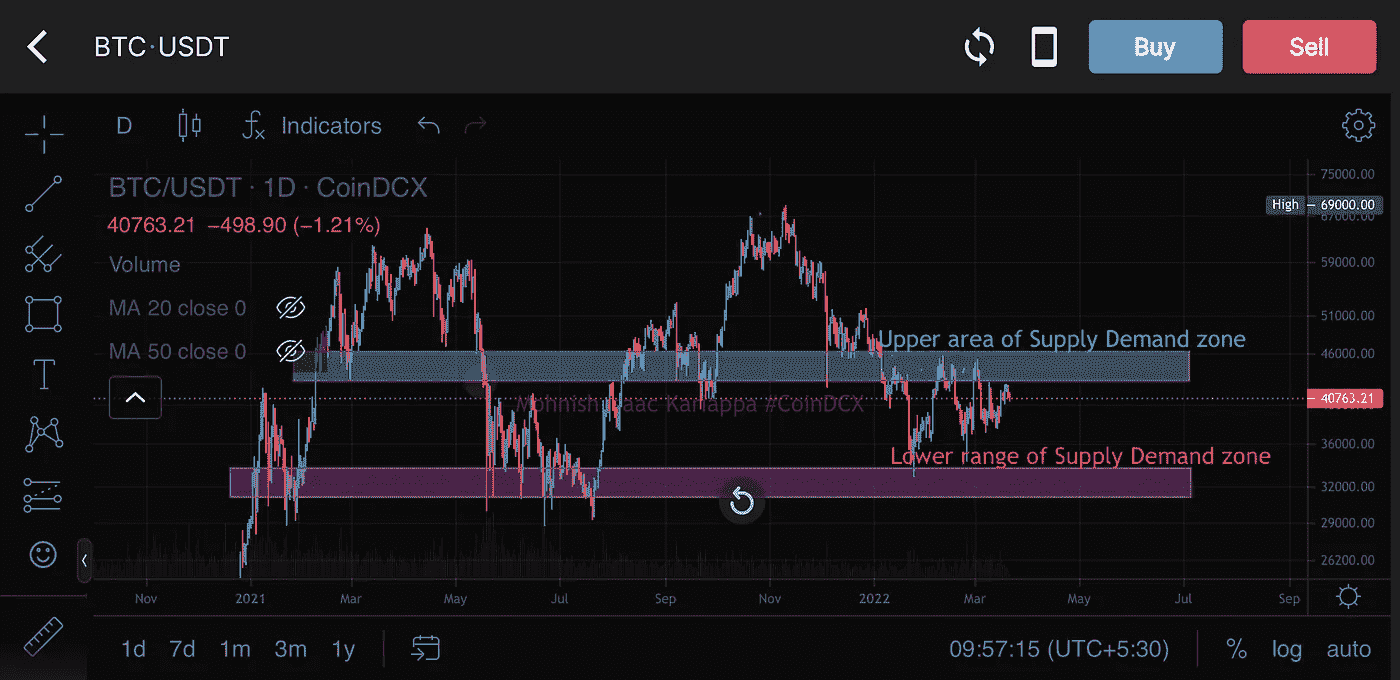 BTC·USDT
Buy
Sell
D
Indicators
BTC/USDT · 1D · CoinDCX
40763.21 −498.90 (−1.21%)
Volume
MA 20 close 0
MA 50 close 0
75000.00
High
69000.00
67000.00
59000.00
51000.00
Upper area of Supply Demand zone
46000.00
40763.21
#CoinDCX
36000.00
Lower range of Supply Demand zone
32000.00
29000.00
26200.00
Nov 2021 Mar May Jul Sep Nov 2022 Mar May Jul Sep
1d 7d 1m 3m 1y
09:57:15 (UTC+5:30)
% log auto